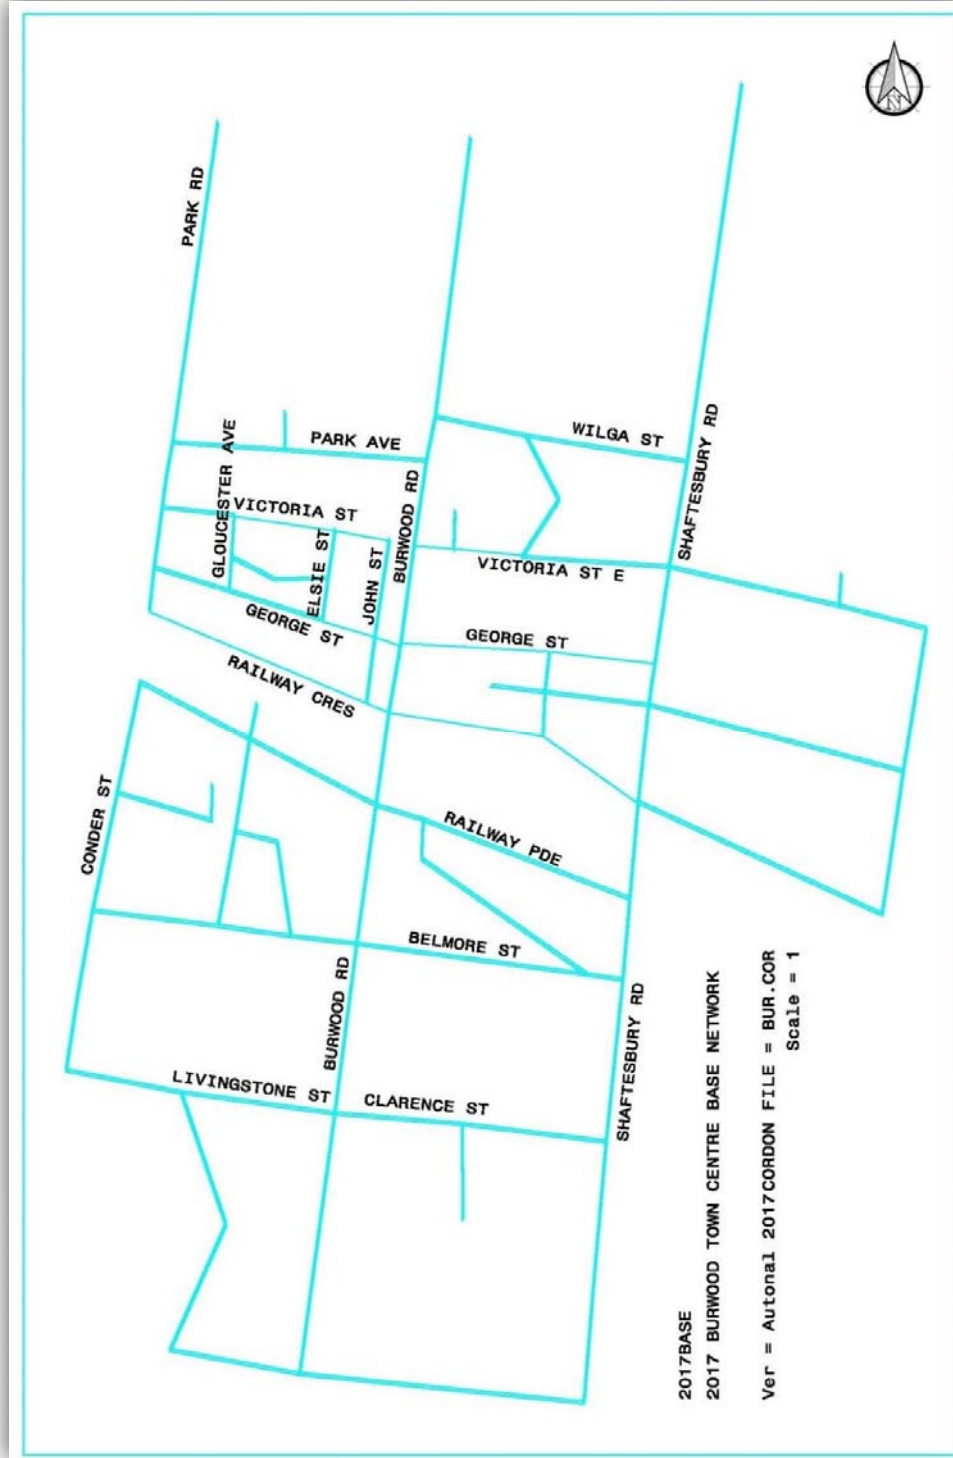 N
PARK RD
PARK AVE
WILGA ST
SHAFTESBURY RD
GLOUCESTER AVE
VICTORIA ST
ELSIE ST
JOHN ST
BURWOOD RD
VICTORIA ST E
GEORGE ST
GEORGE ST
RAILWAY CRES
CONDER ST
RAILWAY PDE
BELMORE ST
BURWOOD RD
SHAFTESBURY RD
LIVINGSTONE ST
CLARENCE ST
2017BASE
2017 BURWOOD TOWN CENTRE BASE NETWORK
Ver = Autonal 2017CORDON FILE = BUR.COR
Scale = 1